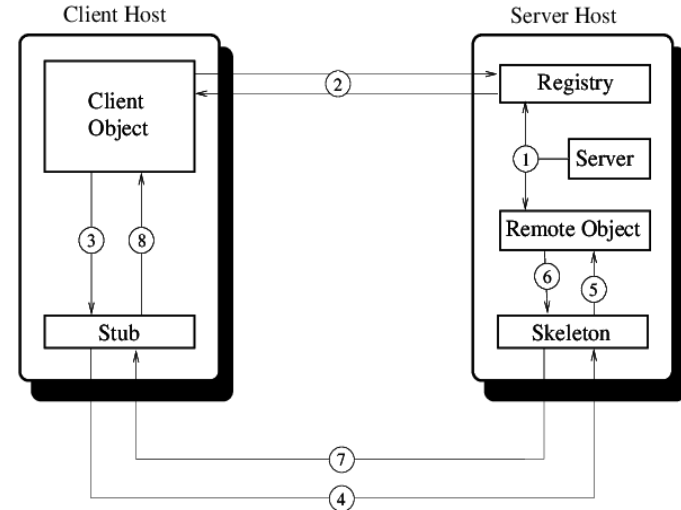 Client Host
Server Host
Client
Object
2
Registry
1
Server
3
8
Remote Object
6
5
Stub
Skeleton
7
4